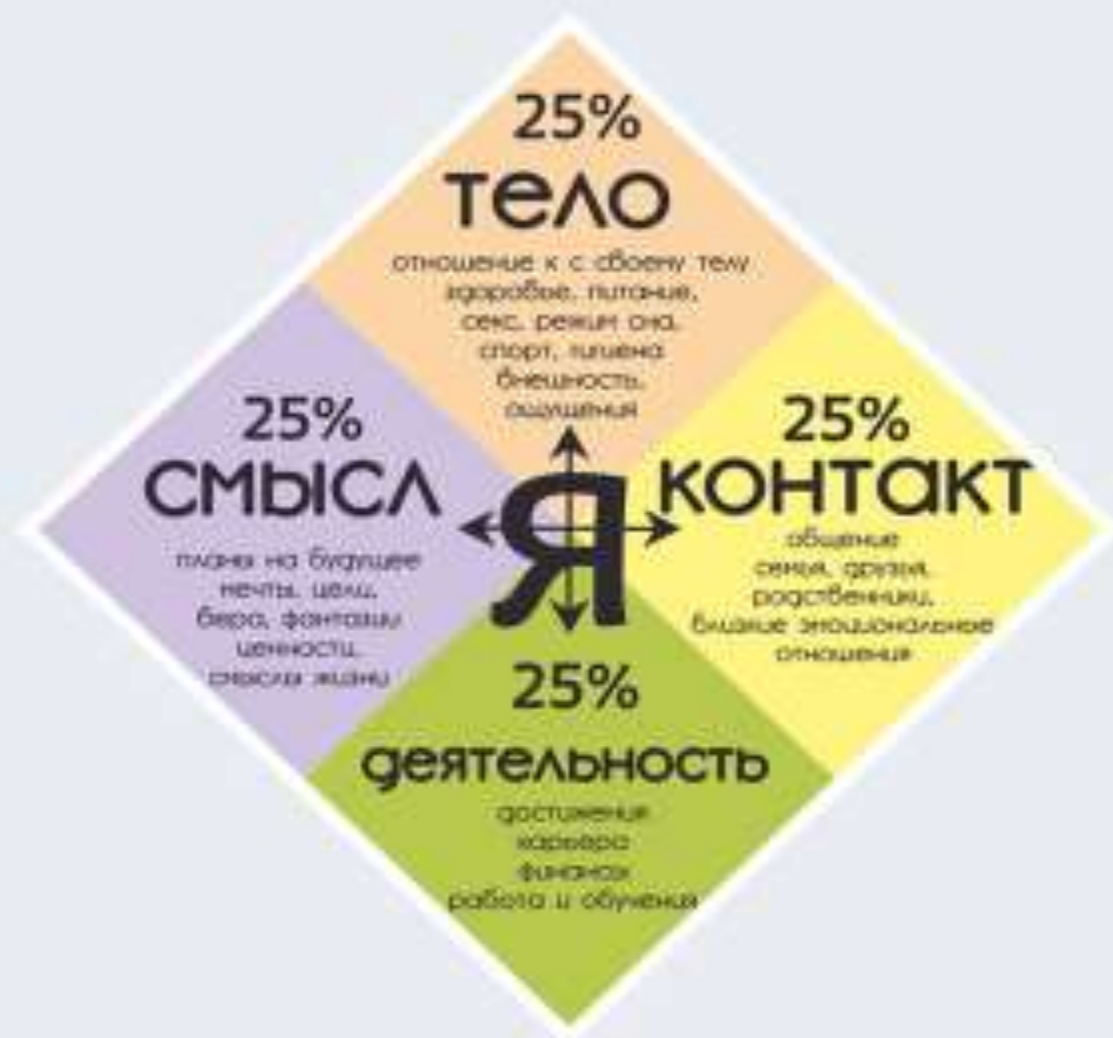 25%
тело
отношение к с своему телу
здоровье, питание,
секс, режим сна,
спорт, гигиена
внешность,
ощущения
25%
смысл
планы на будущее
мечты, цели,
вера, фантазии
ценности,
смыслы жизни
Я
25%
контакт
общение
семья, друзья,
родственники,
близкие эмоциональные
отношения
25%
деятельность
достижения
карьера
финансы
работа и обучения